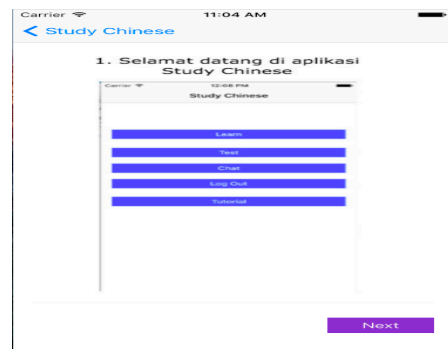 Carrier 11:04 AM
Study Chinese
1. Selamat datang di aplikasi
Study Chinese
Carrier 12:08 PM
Study Chinese
Learn
Test
Chat
Log Out
Tutorial
Next